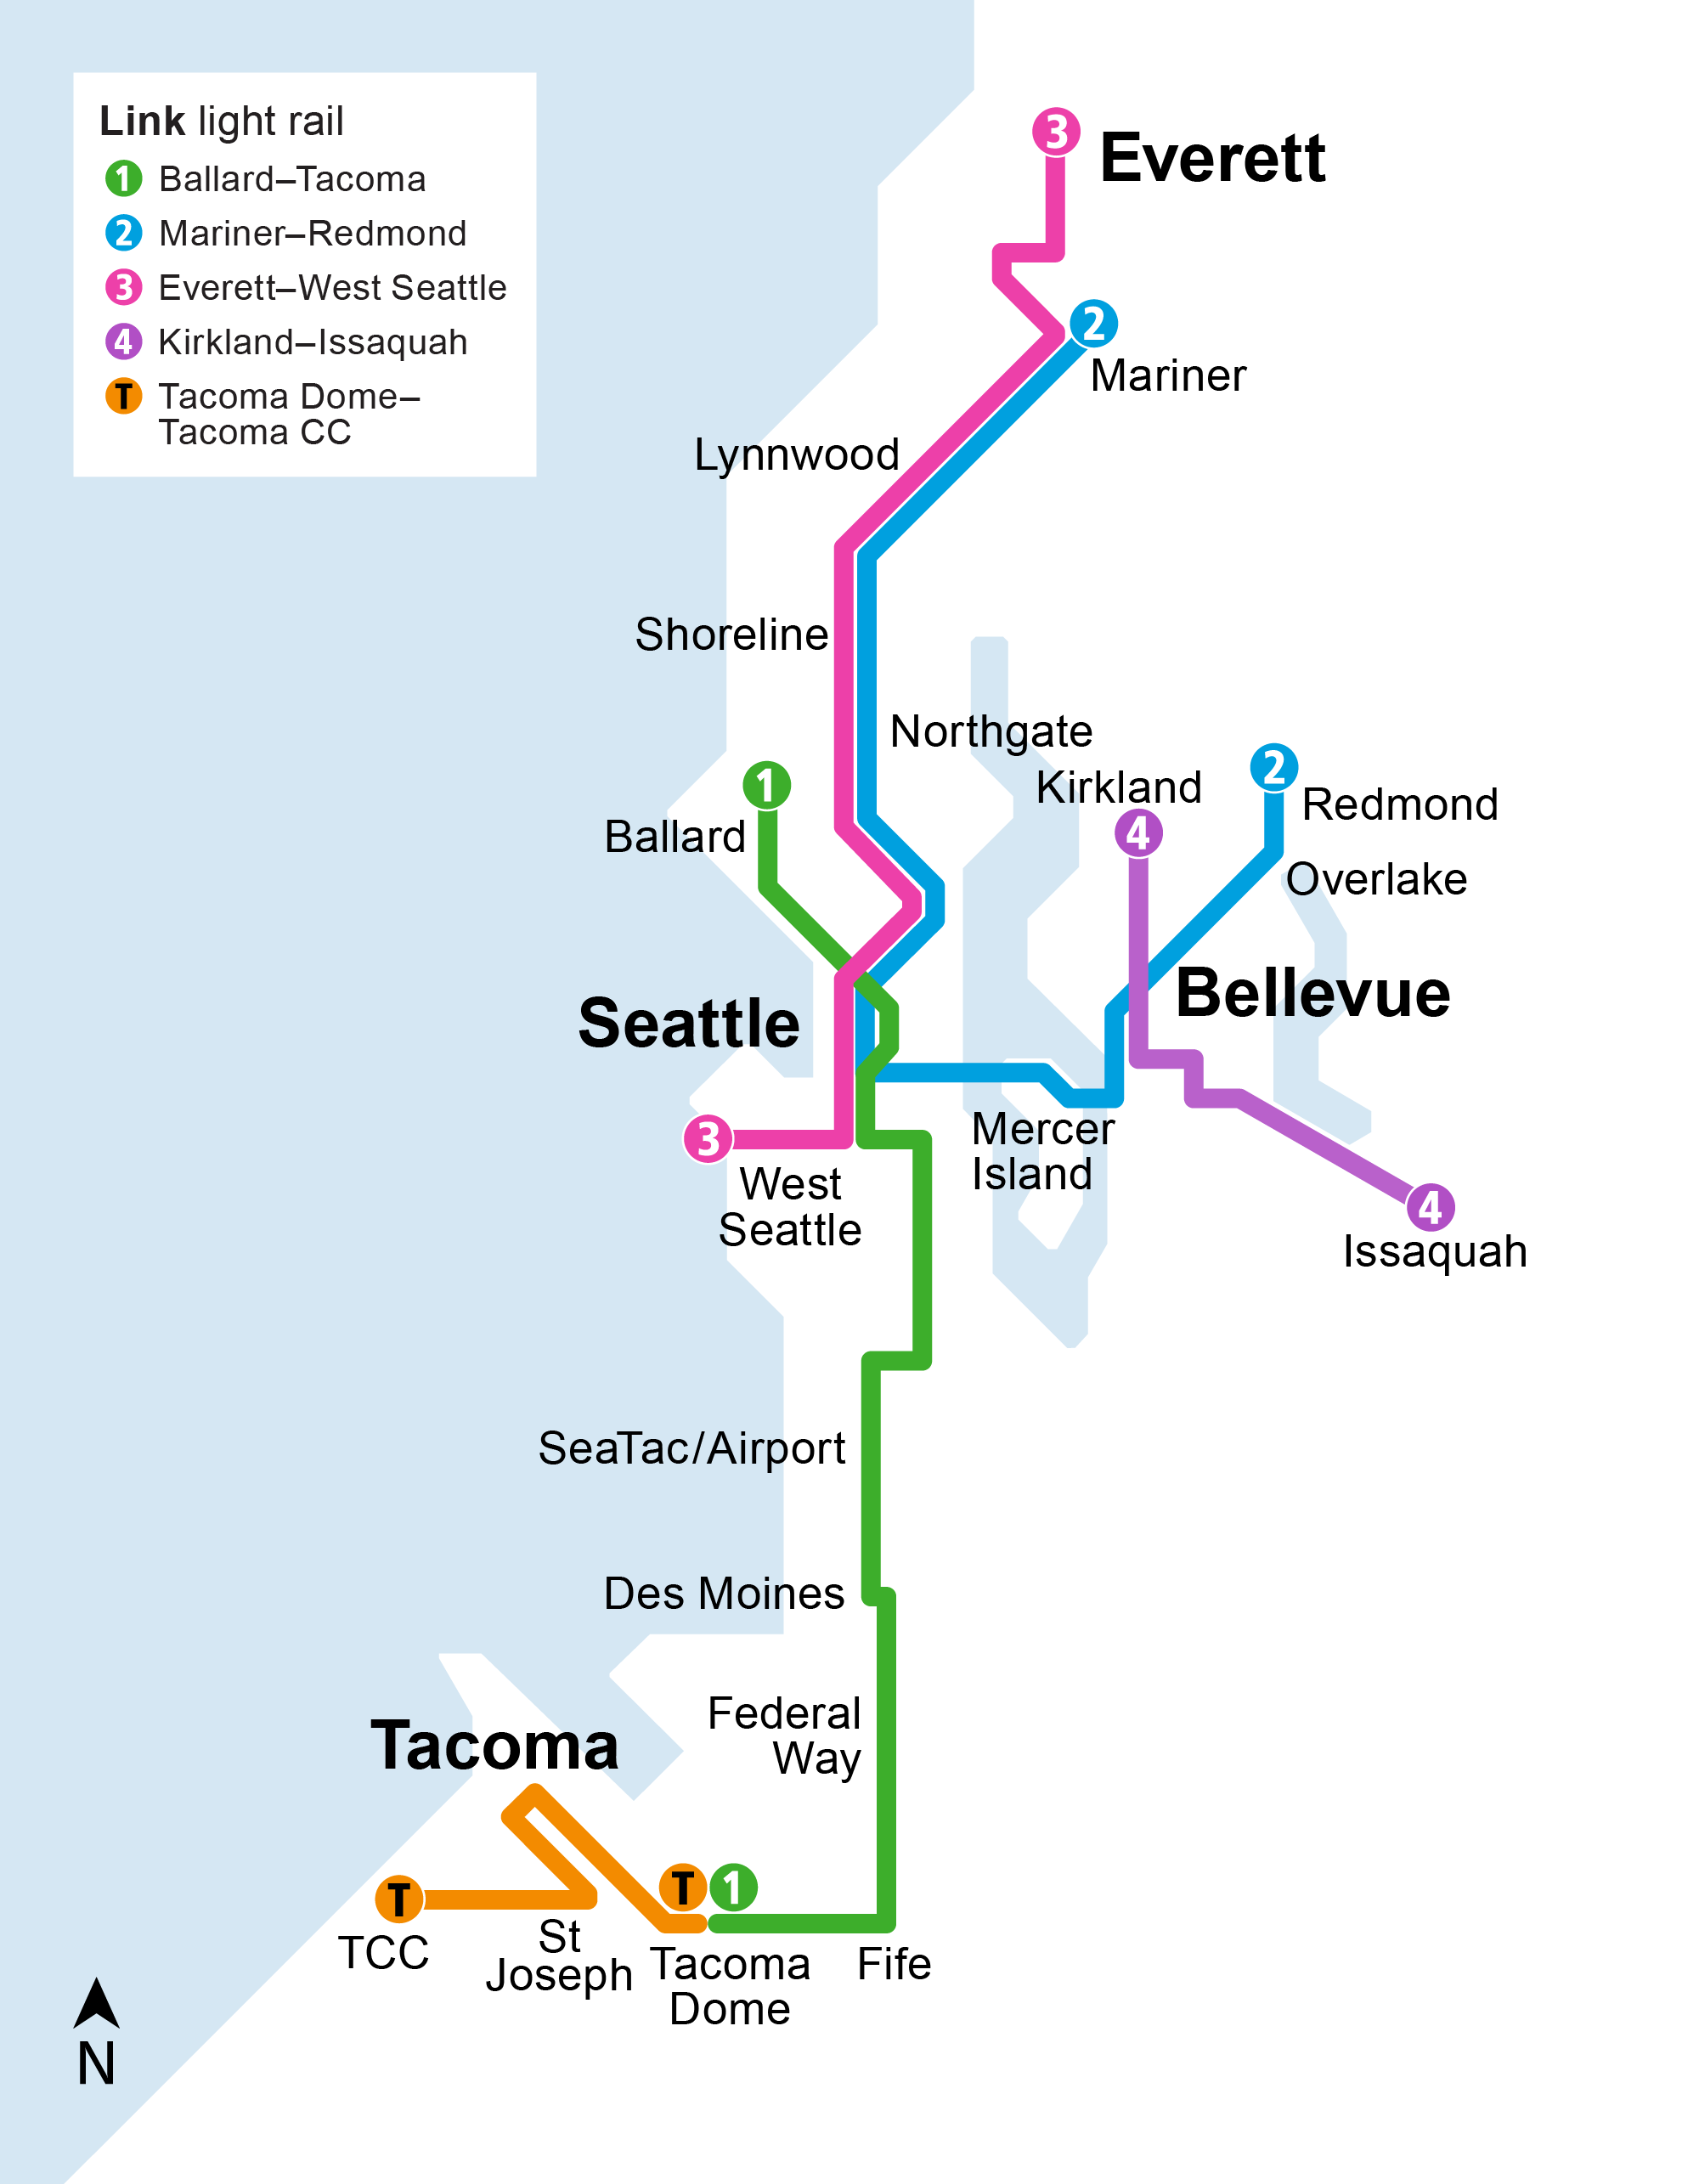 Link light rail
1 Ballard–Tacoma
2 Mariner–Redmond
3 Everett–West Seattle
4 Kirkland–Issaquah
T Tacoma Dome–
Tacoma CC
3
Everett
2
Mariner
Lynnwood
Shoreline
Northgate
1
Ballard
Kirkland
4
2
Redmond
Overlake
Seattle
Bellevue
3
West
Seattle
Mercer
Island
4
Issaquah
SeaTac/Airport
Des Moines
Federal
Way
Tacoma
T
TCC
St
Joseph
T 1
Tacoma
Dome
Fife
N